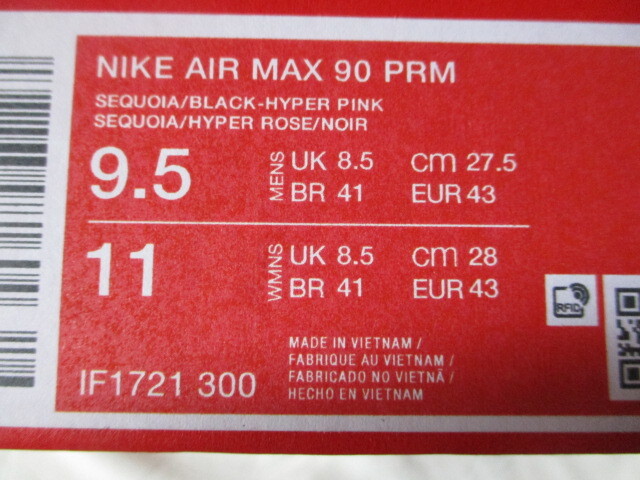 NIKE AIR MAX 90 PRM
SEQUOIA/BLACK-HYPER PINK
SEQUOIA/HYPER ROSE/NOIR
9.5 MENS UK 8.5 CM 27.5
BR 41 EUR 43
11 WMNS UK 8.5 CM 28
BR 41 EUR 43
RFID
MADE IN VIETNAM /
FABRIQUE AU VIETNAM /
FABRICADO NO VIETNÃ /
HECHO EN VIETNAM
IF1721 300